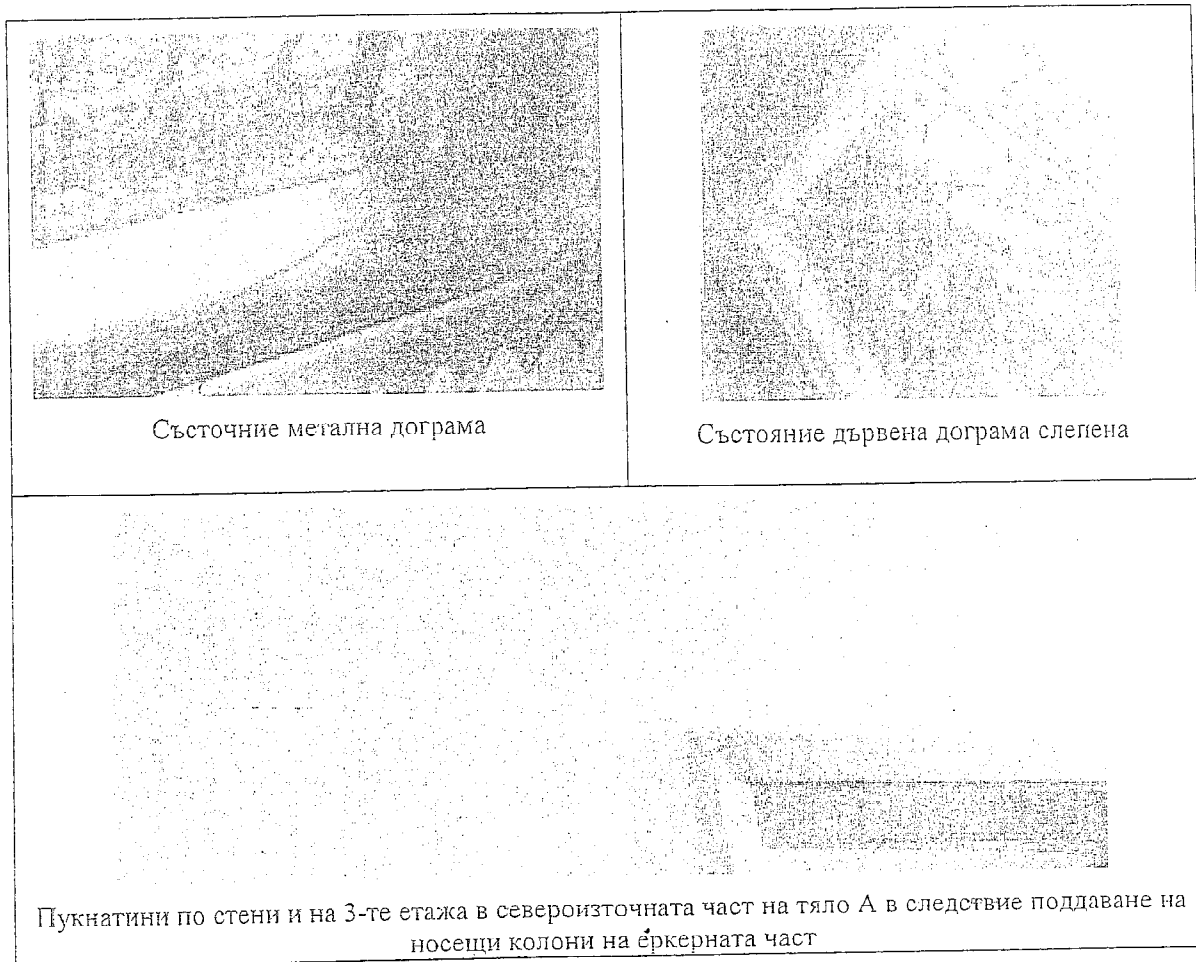 Състочние метална дограма
Състояние дървена дограма слепена
Пукнатини по стени и на 3-те етажа в североизточната част на тяло А в следствие поддаване на
носещи колони на еркерната част